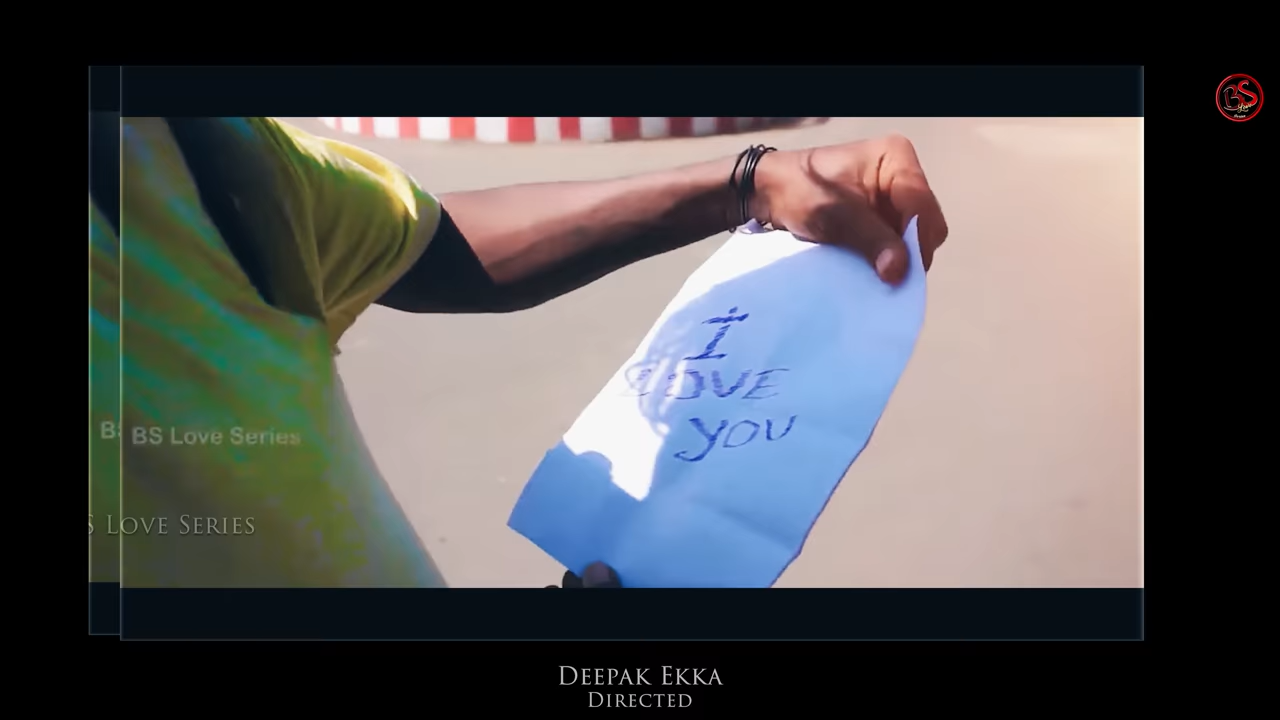 BS
I
LOVE
YOU
BS Love Series
S LOVE SERIES
DEEPAK EKKA
DIRECTED